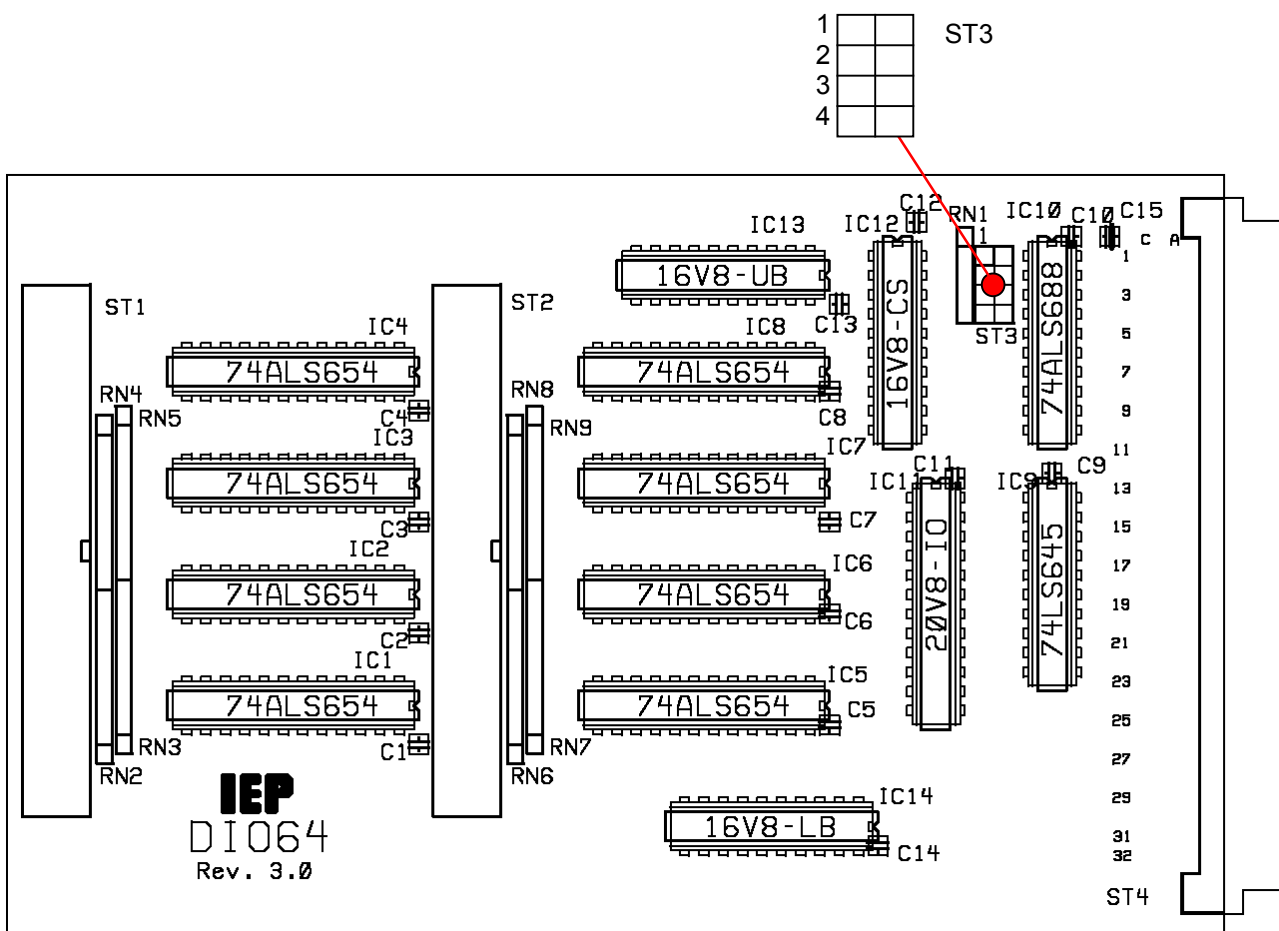 1
ST3
2
3
4
C12
RN1
IC10
C10
C15
IC13
IC12
1
C A
16V8-UB
16V8-CS
74ALS688
1
3
5
7
9
11
13
15
17
19
21
23
25
27
29
31
32
C13
ST3
ST1
ST2
IC4
IC8
74ALS654
74ALS654
RN4
RN5
C4
RN8
RN9
C8
IC3
IC7
74ALS654
74ALS654
C11
IC11
C9
IC9
C3
C7
IC2
IC6
74ALS654
74ALS654
20V8-IO
74LS645
C2
C6
IC1
IC5
74ALS654
74ALS654
C1
C5
RN3
RN2
RN7
RN6
IEP
DIO64
Rev. 3.0
IC14
16V8-LB
C14
ST4